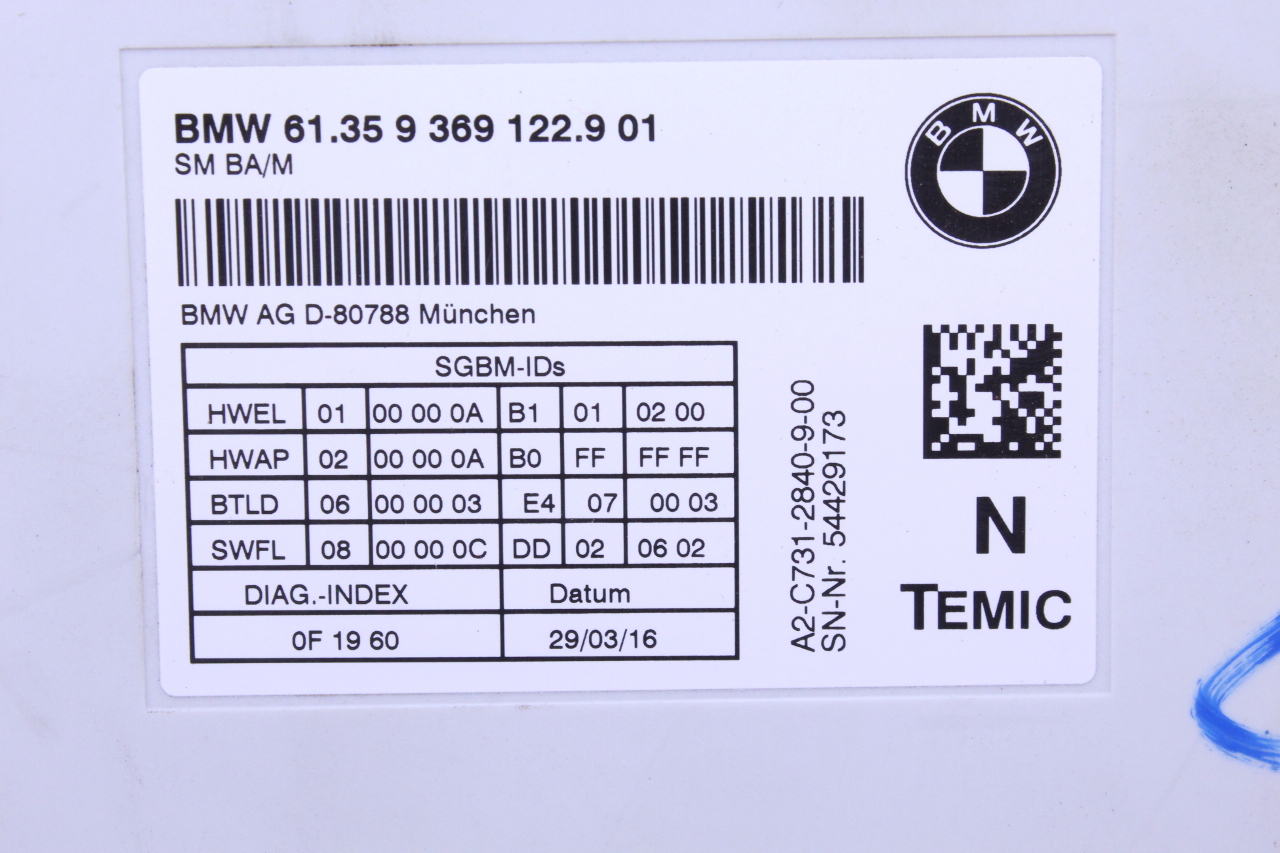 BMW 61.35 9 369 122.9 01
SM BA/M
BMW
BMW AG D-80788 München
SGBM-IDs
HWEL 01 00 00 0A B1 01 02 00
HWAP 02 00 00 0A B0 FF FF FF
BTLD 06 00 00 03 E4 07 00 03
SWFL 08 00 00 0C DD 02 06 02
DIAG.-INDEX Datum
0F 19 60 29/03/16
A2-C731-2840-9-00
SN-Nr. 54429173
N
TEMIC